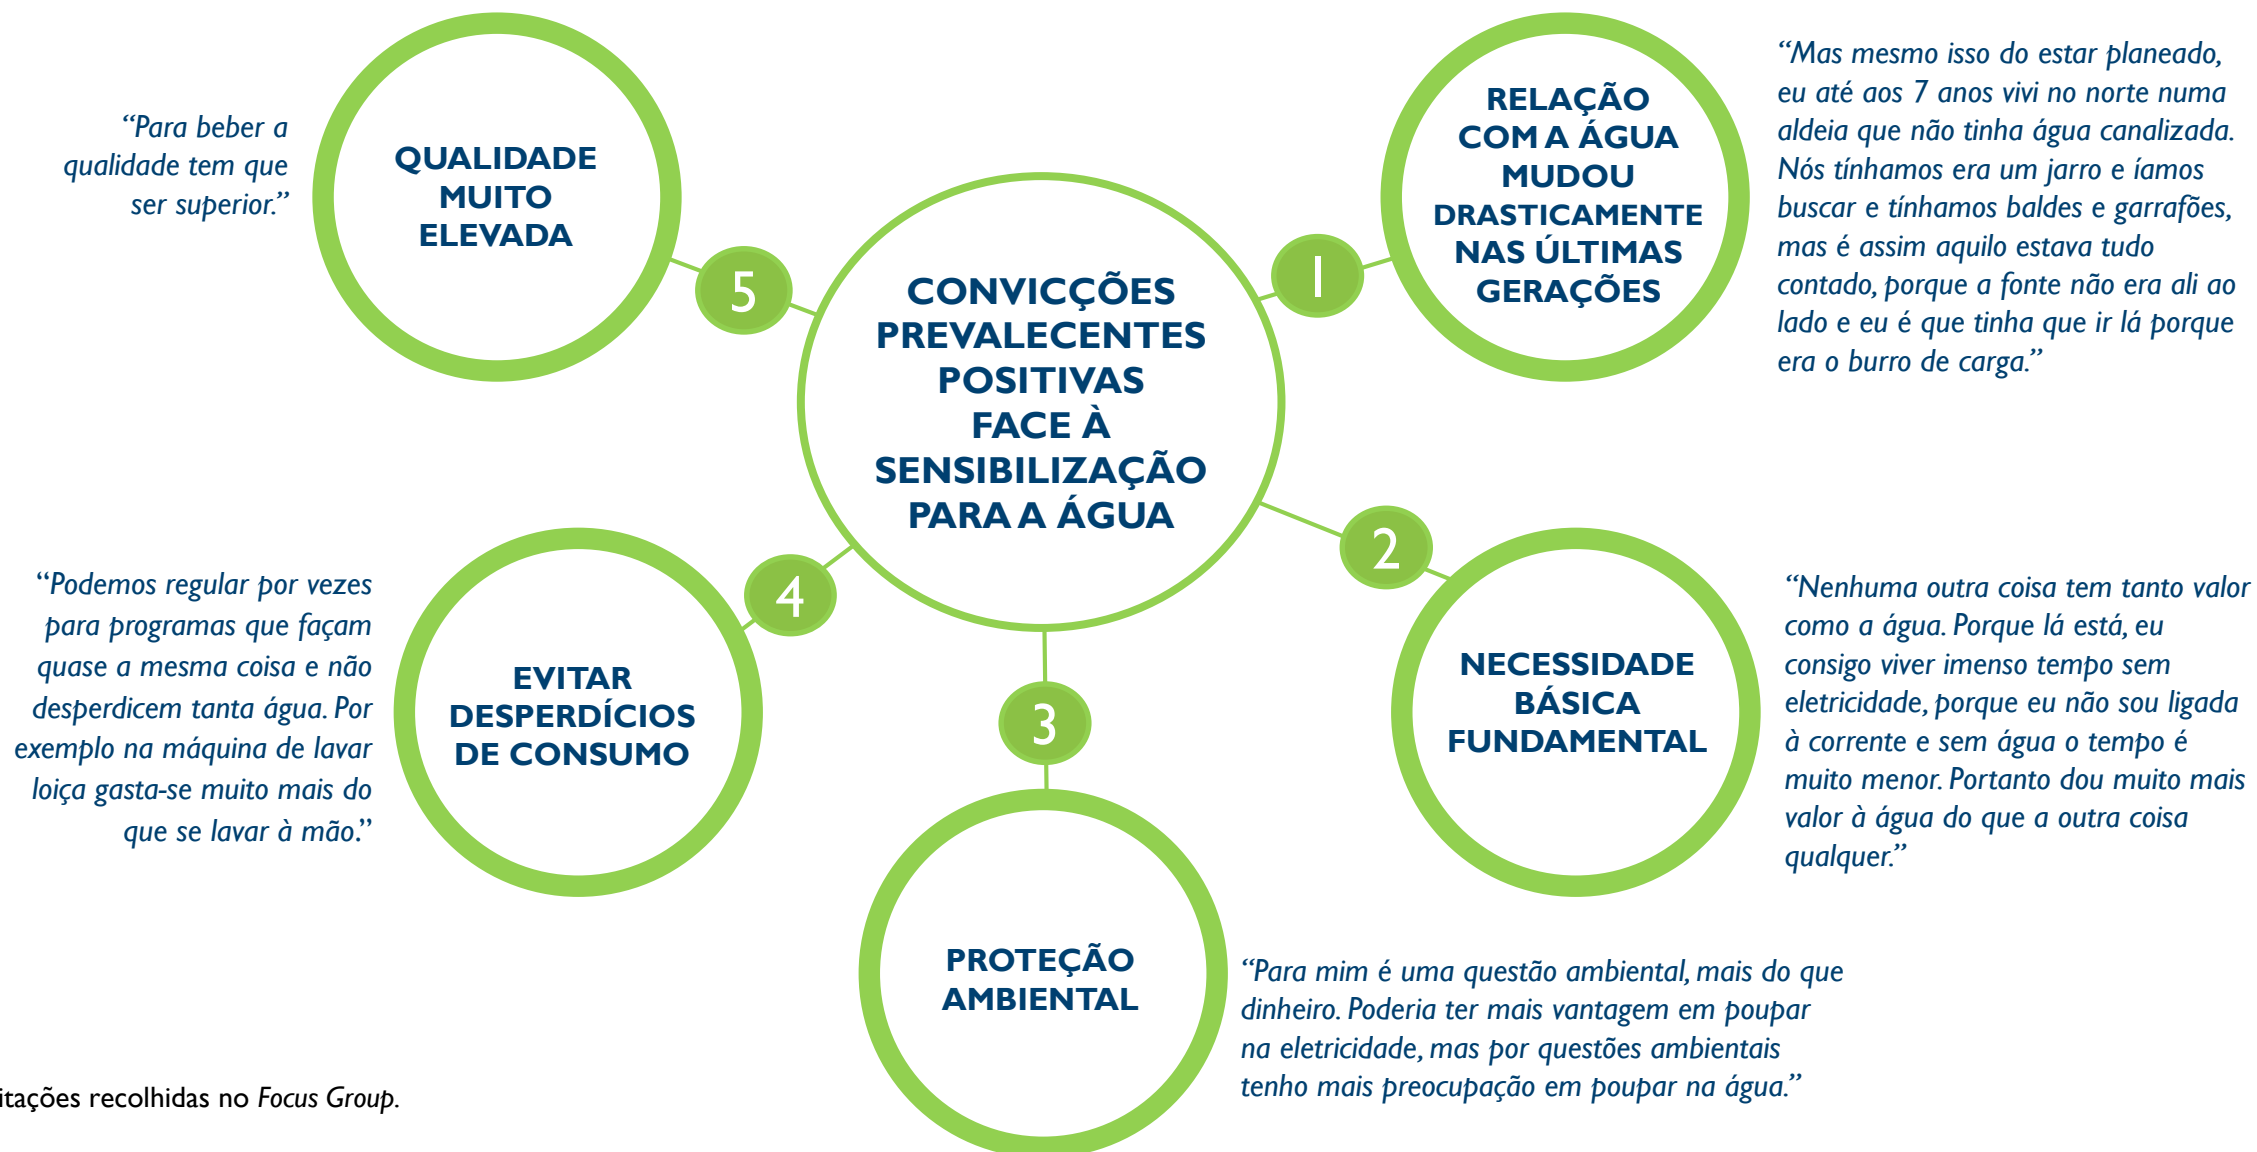 CONVICÇÕES
PREVALECENTES
POSITIVAS
FACE À
SENSIBILIZAÇÃO
PARA A ÁGUA
1
RELAÇÃO
COM A ÁGUA
MUDOU
DRASTICAMENTE
NAS ÚLTIMAS
GERAÇÕES
“Mas mesmo isso do estar planeado,
eu até aos 7 anos vivi no norte numa
aldeia que não tinha água canalizada.
Nós tínhamos era um jarro e íamos
buscar e tínhamos baldes e garrafões,
mas é assim aquilo estava tudo
contado, porque a fonte não era ali ao
lado e eu é que tinha que ir lá porque
era o burro de carga.”
2
NECESSIDADE
BÁSICA
FUNDAMENTAL
“Nenhuma outra coisa tem tanto valor
como a água. Porque lá está, eu
consigo viver imenso tempo sem
eletricidade, porque eu não sou ligada
à corrente e sem água o tempo é
muito menor. Portanto dou muito mais
valor à água do que a outra coisa
qualquer.”
3
PROTEÇÃO
AMBIENTAL
“Para mim é uma questão ambiental, mais do que
dinheiro. Poderia ter mais vantagem em poupar
na eletricidade, mas por questões ambientais
tenho mais preocupação em poupar na água.”
4
EVITAR
DESPERDÍCIOS
DE CONSUMO
“Podemos regular por vezes
para programas que façam
quase a mesma coisa e não
desperdicem tanta água. Por
exemplo na máquina de lavar
loiça gasta-se muito mais do
que se lavar à mão.”
5
QUALIDADE
MUITO
ELEVADA
“Para beber a
qualidade tem que
ser superior.”
itações recolhidas no Focus Group.